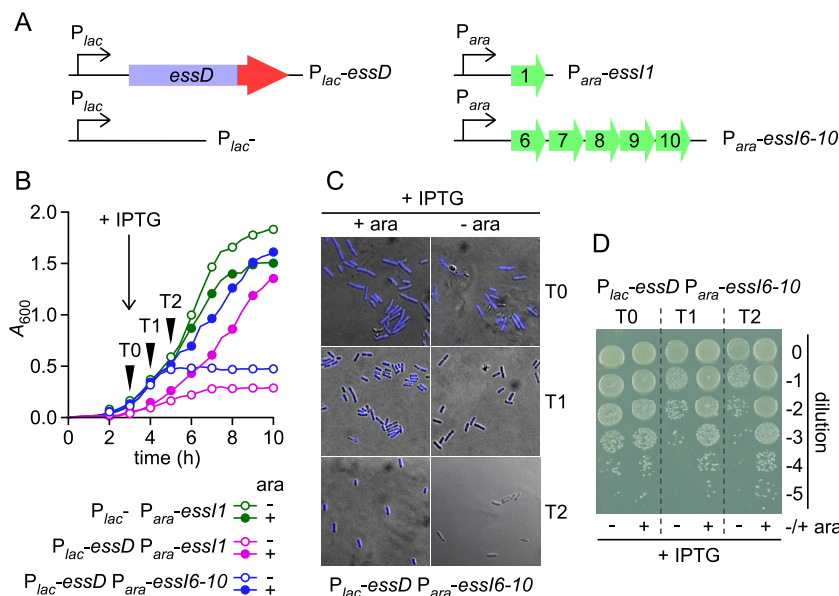 A
P_lac
essD
P_lac-essD
P_lac
P_lac-
P_ara
1
P_ara-essI1
P_ara
6 7 8 9 10
P_ara-essI6-10
B
+ IPTG
2.0
1.5
1.0
0.5
0.0
A_600
T0
T1
T2
0 2 4 6 8 10
time (h)
ara
P_lac- P_ara-essI1 - +
P_lac-essD P_ara-essI1 - +
P_lac-essD P_ara-essI6-10 - +
C
+ IPTG
+ ara - ara
T0
T1
T2
P_lac-essD P_ara-essI6-10
D
P_lac-essD P_ara-essI6-10
T0 T1 T2
0
-1
-2
-3
-4
-5
dilution
- + - + - + -/+ ara
+ IPTG